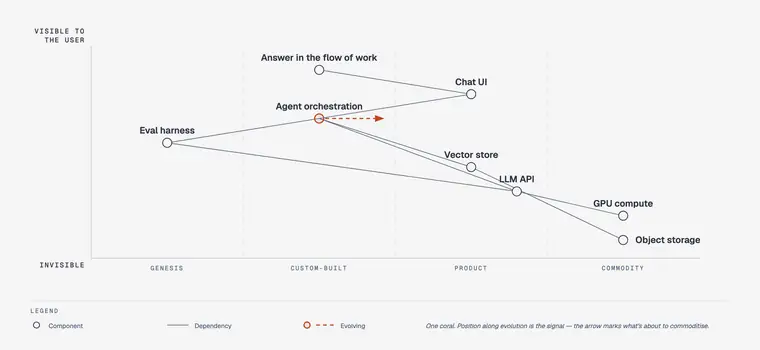 VISIBLE TO
THE USER
Answer in the flow of work
Chat UI
Agent orchestration
Eval harness
Vector store
LLM API
GPU compute
Object storage
INVISIBLE
GENESIS
CUSTOM-BUILT
PRODUCT
COMMODITY
LEGEND
Component
Dependency
Evolving
One coral. Position along evolution is the signal — the arrow marks what's about to commoditise.